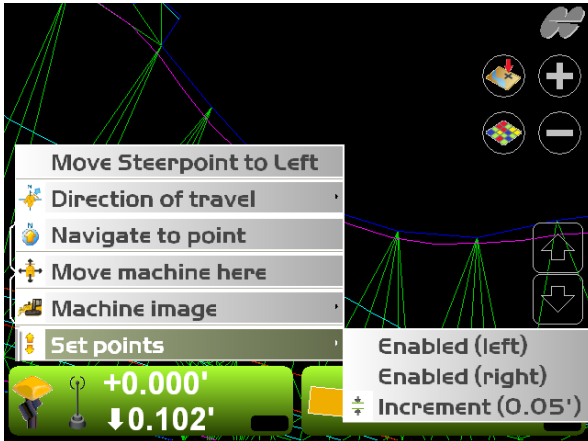 Move Steerpoint to Left
Direction of travel
Navigate to point
Move machine here
Machine image
Set points
Enabled (left)
Enabled (right)
Increment (0.05')
+0.000'
⬇0.102'